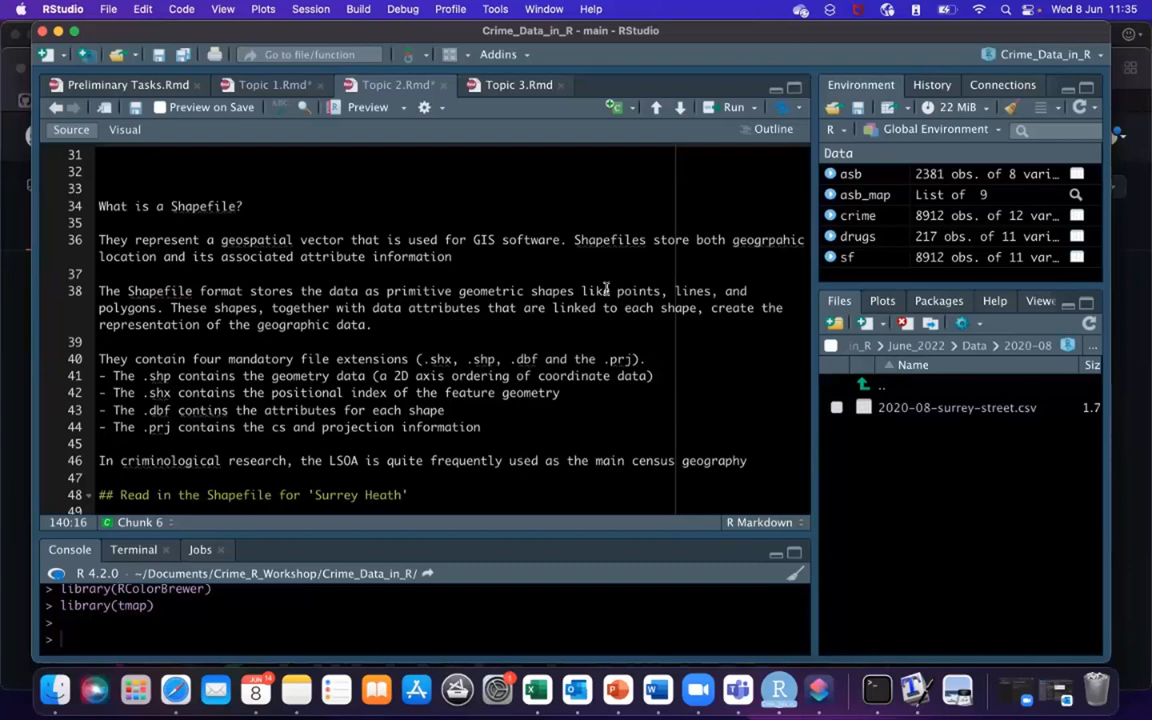 RStudio File Edit Code View Plots Session Build Debug Profile Tools Window Help Wed 8 Jun 11:35
Crime_Data_in_R - main - RStudio
Go to file/function Addins Crime_Data_in_R
Preliminary Tasks.Rmd Topic 1.Rmd* Topic 2.Rmd* Topic 3.Rmd
Preview on Save Preview Run
Source Visual Outline
31
32
33
34 What is a Shapefile?
35
36 They represent a geospatial vector that is used for GIS software. Shapefiles store both geogrpahic
location and its associated attribute information
37
38 The Shapefile format stores the data as primitive geometric shapes like points, lines, and
polygons. These shapes, together with data attributes that are linked to each shape, create the
representation of the geographic data.
39
40 They contain four mandatory file extensions (.shx, .shp, .dbf and the .prj).
41 - The .shp contains the geometry data (a 2D axis ordering of coordinate data)
42 - The .shx contains the positional index of the feature geometry
43 - The .dbf contins the attributes for each shape
44 - The .prj contains the cs and projection information
45
46 In criminological research, the LSOA is quite frequently used as the main census geography
47
48 ## Read in the Shapefile for 'Surrey Heath'
49
140:16 Chunk 6 R Markdown
Console Terminal Jobs
R 4.2.0 · ~/Documents/Crime_R_Workshop/Crime_Data_in_R/
> library(RColorBrewer)
> library(tmap)
>
>
Environment History Connections
22 MiB
R Global Environment
Data
asb 2381 obs. of 8 vari…
asb_map List of 9
crime 8912 obs. of 12 var…
drugs 217 obs. of 11 vari…
sf 8912 obs. of 11 var…
Files Plots Packages Help Viewe
in_R June_2022 Data 2020-08 ...
Name Siz
..
2020-08-surrey-street.csv 1.7
JUN 14
8
1
R